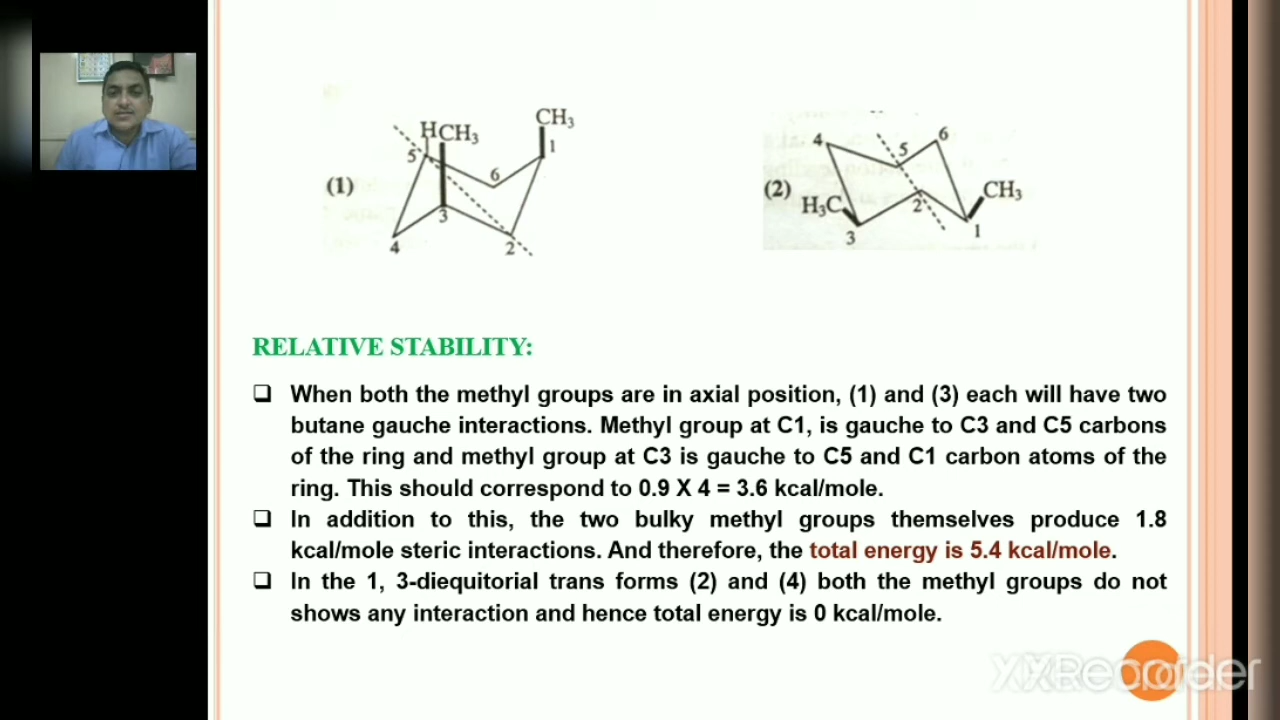 CH₃
HCH₃
5
1
6
(1)
3
4
2
4
5
6
(2)
H₃C
CH₃
2
3
1
RELATIVE STABILITY:
❑ When both the methyl groups are in axial position, (1) and (3) each will have two
butane gauche interactions. Methyl group at C1, is gauche to C3 and C5 carbons
of the ring and methyl group at C3 is gauche to C5 and C1 carbon atoms of the
ring. This should correspond to 0.9 X 4 = 3.6 kcal/mole.
❑ In addition to this, the two bulky methyl groups themselves produce 1.8
kcal/mole steric interactions. And therefore, the total energy is 5.4 kcal/mole.
❑ In the 1, 3-diequitorial trans forms (2) and (4) both the methyl groups do not
shows any interaction and hence total energy is 0 kcal/mole.
XXRecorder